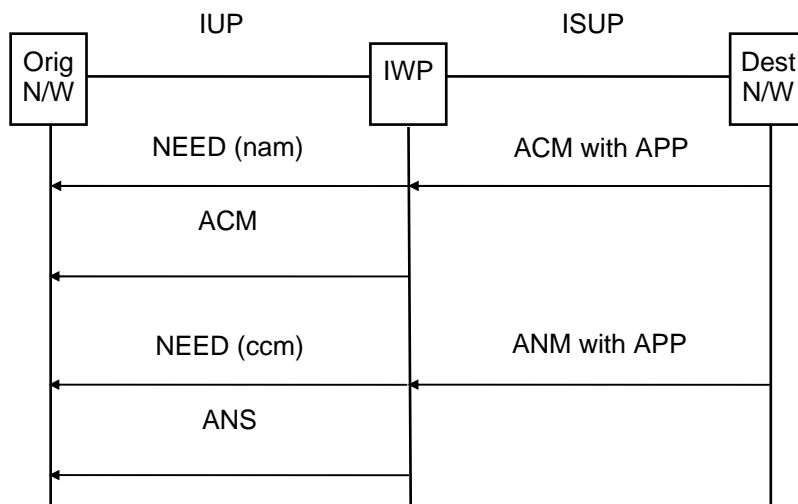 IUP
ISUP
Orig
N/W
IWP
Dest
N/W
NEED (nam)
ACM with APP
ACM
NEED (ccm)
ANM with APP
ANS